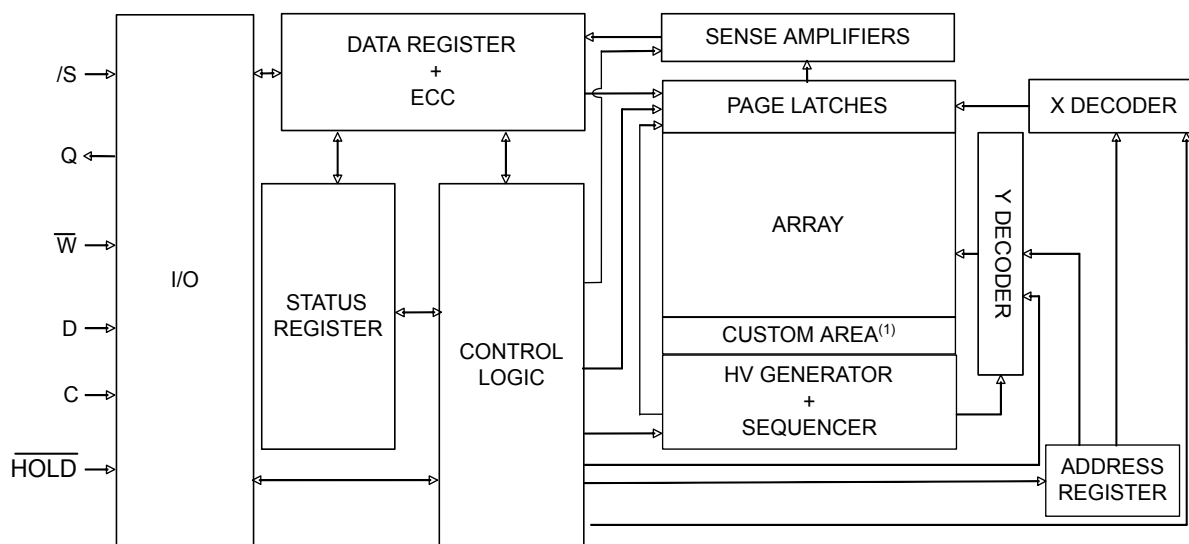 /S
Q
W̅
D
C
H̅O̅L̅D̅
I/O
DATA REGISTER
+
ECC
STATUS
REGISTER
CONTROL
LOGIC
SENSE AMPLIFIERS
PAGE LATCHES
ARRAY
CUSTOM AREA(1)
HV GENERATOR
+
SEQUENCER
Y DECODER
X DECODER
ADDRESS
REGISTER